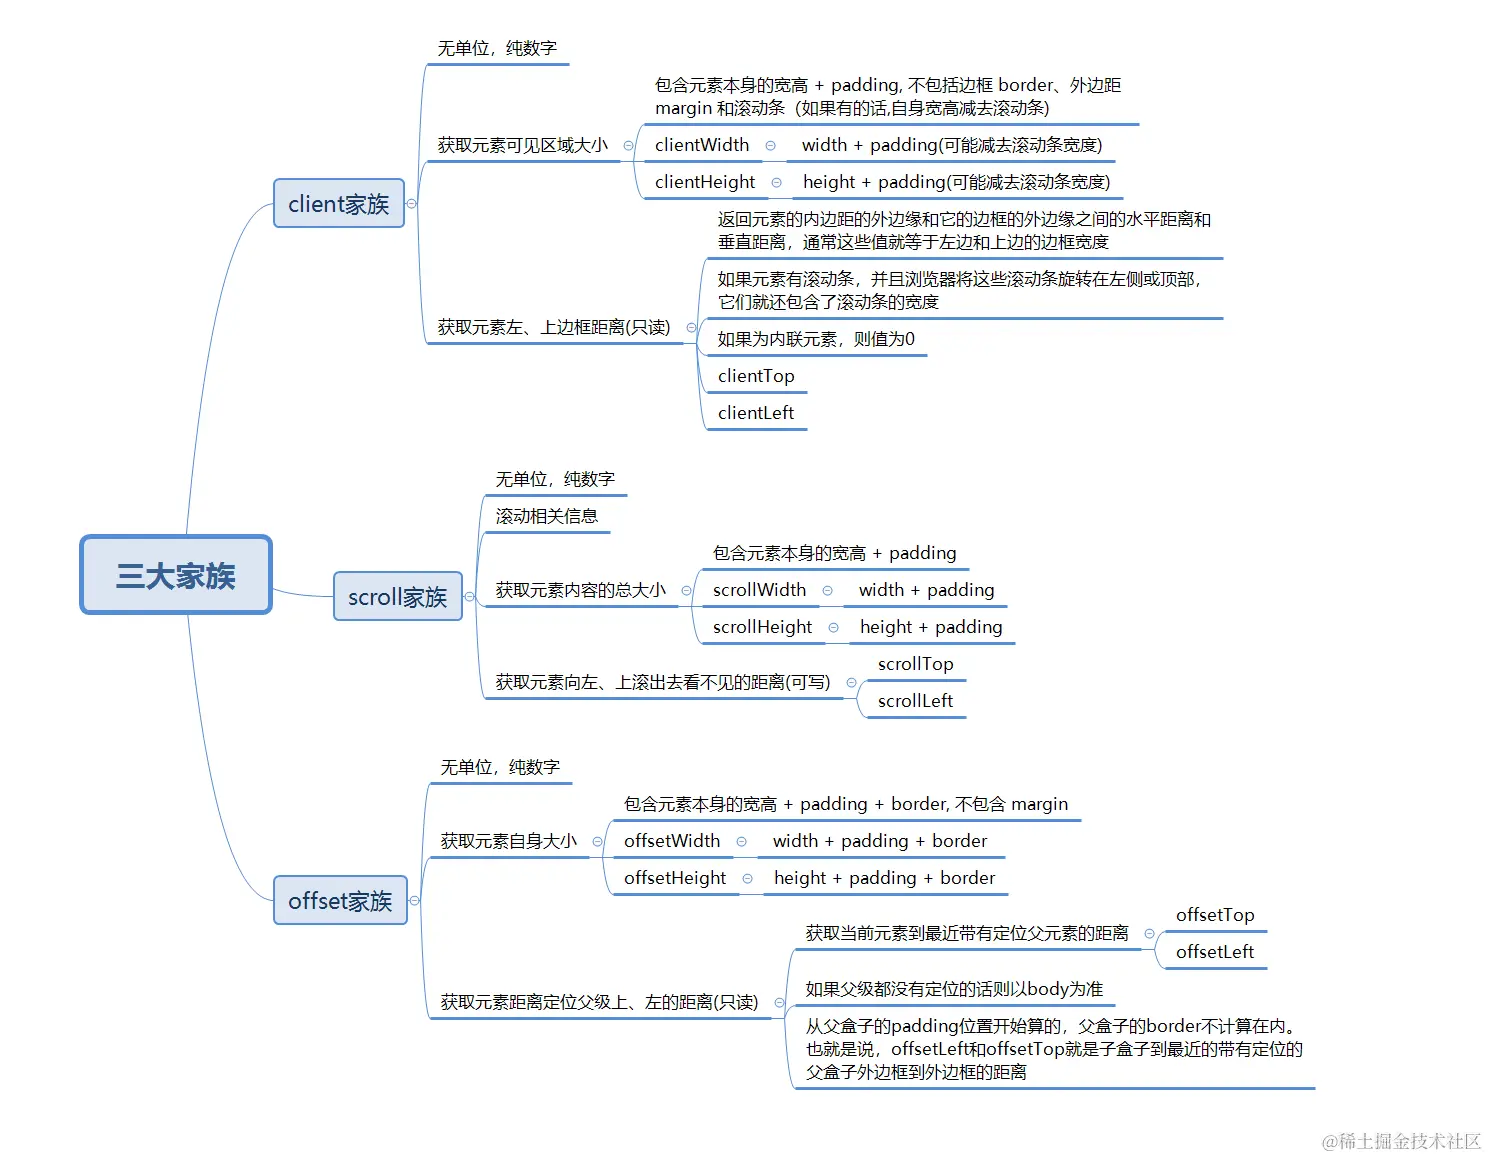 三大家族
client家族
无单位，纯数字
获取元素可见区域大小
包含元素本身的宽高 + padding, 不包括边框 border、外边距
margin 和滚动条（如果有的话,自身宽高减去滚动条)
clientWidth
width + padding(可能减去滚动条宽度)
clientHeight
height + padding(可能减去滚动条宽度)
获取元素左、上边框距离(只读)
返回元素的内边距的外边缘和它的边框的外边缘之间的水平距离和
垂直距离，通常这些值就等于左边和上边的边框宽度
如果元素有滚动条，并且浏览器将这些滚动条旋转在左侧或顶部，
它们就还包含了滚动条的宽度
如果为内联元素，则值为0
clientTop
clientLeft
scroll家族
无单位，纯数字
滚动相关信息
获取元素内容的总大小
包含元素本身的宽高 + padding
scrollWidth
width + padding
scrollHeight
height + padding
获取元素向左、上滚出去看不见的距离(可写)
scrollTop
scrollLeft
offset家族
无单位，纯数字
获取元素自身大小
包含元素本身的宽高 + padding + border, 不包含 margin
offsetWidth
width + padding + border
offsetHeight
height + padding + border
获取元素距离定位父级上、左的距离(只读)
获取当前元素到最近带有定位父元素的距离
offsetTop
offsetLeft
如果父级都没有定位的话则以body为准
从父盒子的padding位置开始算的，父盒子的border不计算在内。
也就是说，offsetLeft和offsetTop就是子盒子到最近的带有定位的
父盒子外边框到外边框的距离
@稀土掘金技术社区